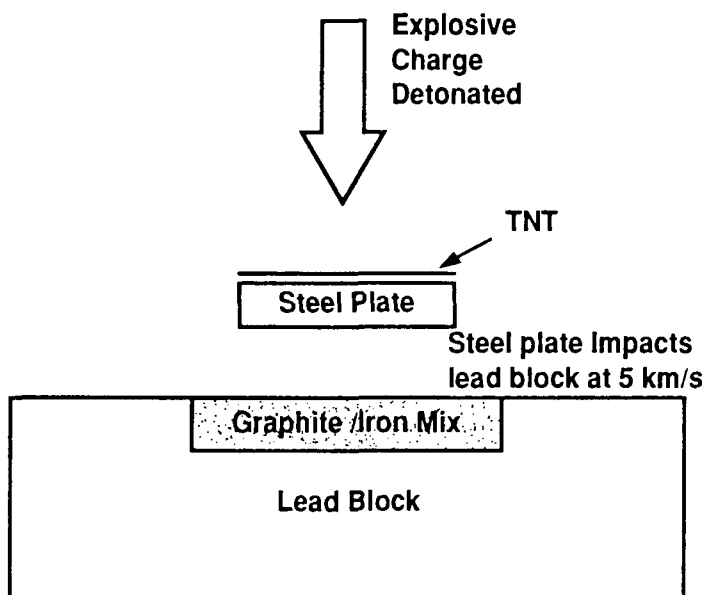 Explosive
Charge
Detonated
TNT
Steel Plate
Steel plate Impacts
lead block at 5 km/s
Graphite /Iron Mix
Lead Block